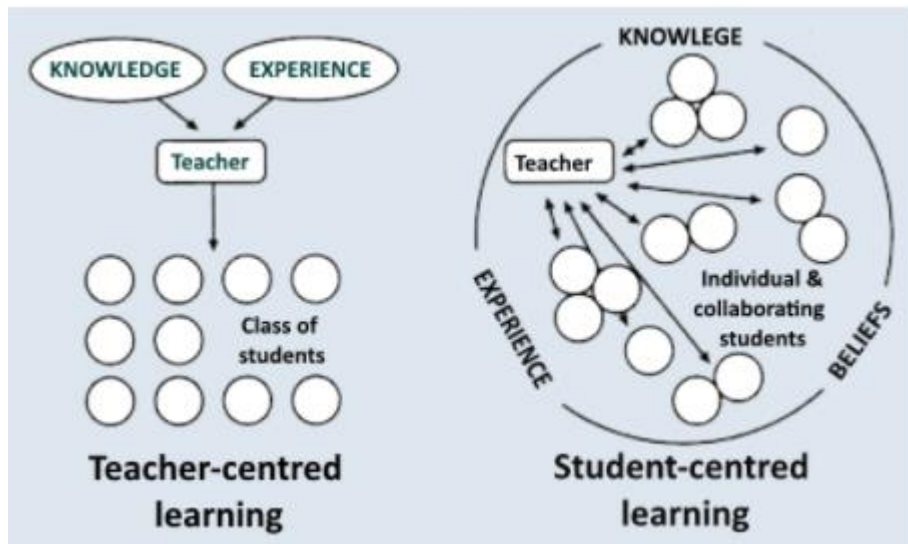 KNOWLEDGE
EXPERIENCE
Teacher
Class of
students
Teacher-centred
learning
KNOWLEGE
Teacher
EXPERIENCE
Individual &
collaborating
students
BELIEFS
Student-centred
learning